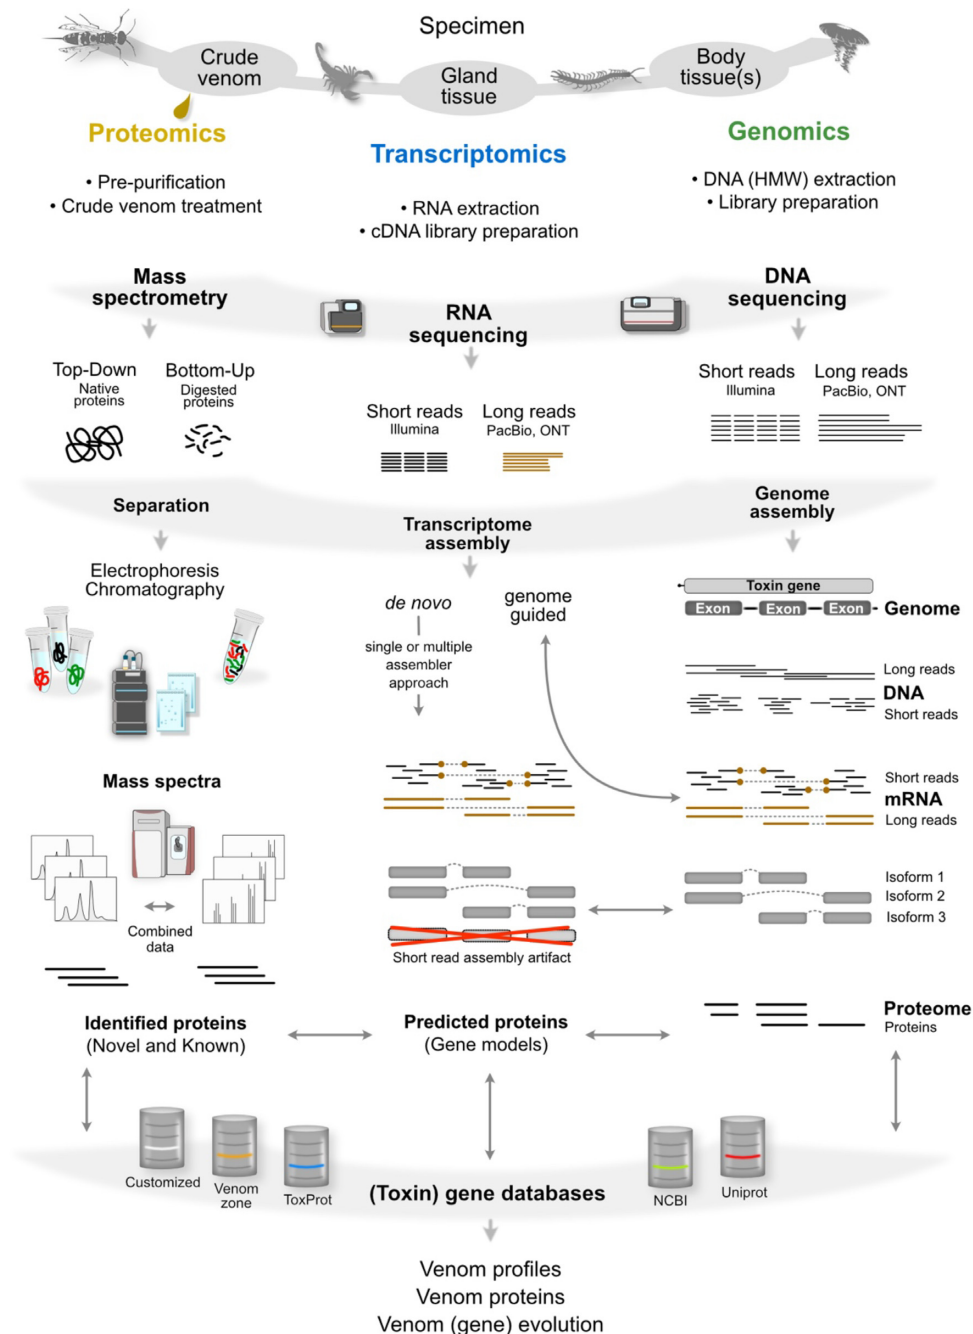 Specimen
Crude
venom
Gland
tissue
Body
tissue(s)
Proteomics
• Pre-purification
• Crude venom treatment
Transcriptomics
• RNA extraction
• cDNA library preparation
Genomics
• DNA (HMW) extraction
• Library preparation
Mass
spectrometry
RNA
sequencing
DNA
sequencing
Top-Down
Native
proteins
Bottom-Up
Digested
proteins
Short reads
Illumina
Long reads
PacBio, ONT
Short reads
Illumina
Long reads
PacBio, ONT
Separation
Transcriptome
assembly
Genome
assembly
Electrophoresis
Chromatography
de novo
single or multiple
assembler
approach
genome
guided
Toxin gene
Exon
Exon
Exon
Genome
Long reads
DNA
Short reads
Mass spectra
Short reads
mRNA
Long reads
Combined
data
Short read assembly artifact
Isoform 1
Isoform 2
Isoform 3
Identified proteins
(Novel and Known)
Predicted proteins
(Gene models)
Proteome
Proteins
Customized
Venom
zone
ToxProt
(Toxin) gene databases
NCBI
Uniprot
Venom profiles
Venom proteins
Venom (gene) evolution